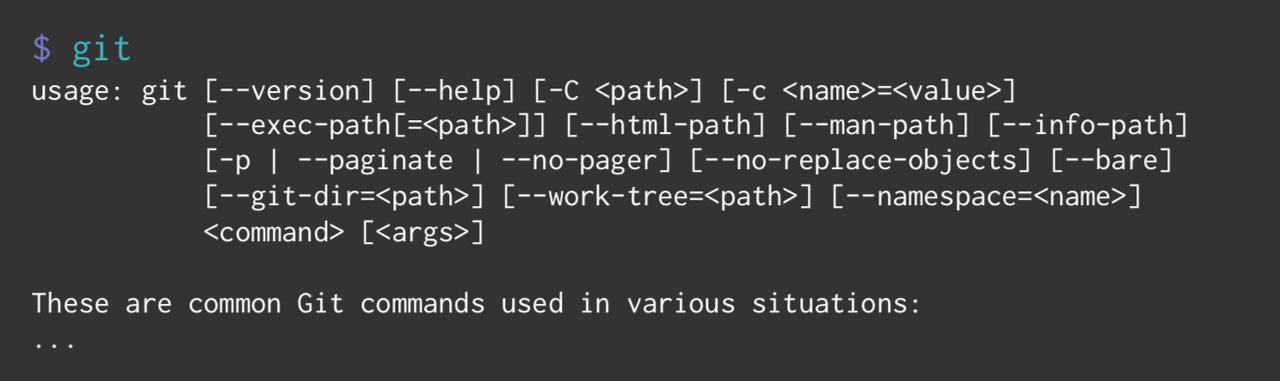 $ git
usage: git [--version] [--help] [-C <path>] [-c <name>=<value>]
           [--exec-path[=<path>]] [--html-path] [--man-path] [--info-path]
           [-p | --paginate | --no-pager] [--no-replace-objects] [--bare]
           [--git-dir=<path>] [--work-tree=<path>] [--namespace=<name>]
           <command> [<args>]

These are common Git commands used in various situations:
...